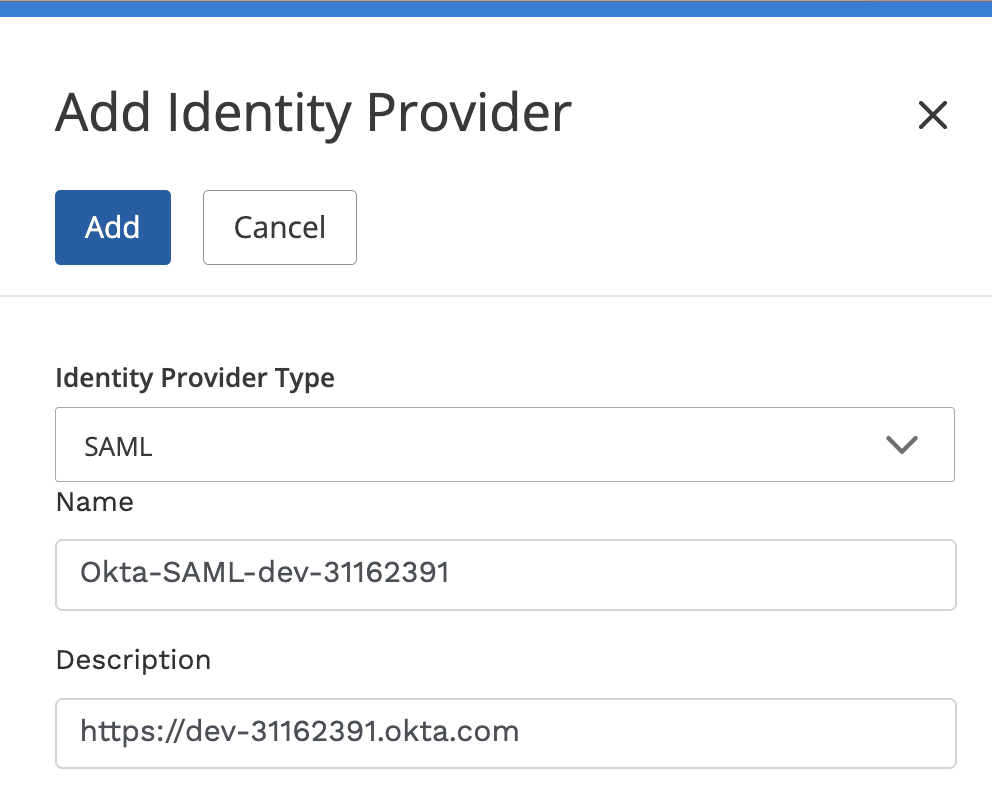 Add Identity Provider
Add
Cancel
Identity Provider Type
SAML
Name
Okta-SAML-dev-31162391
Description
https://dev-31162391.okta.com